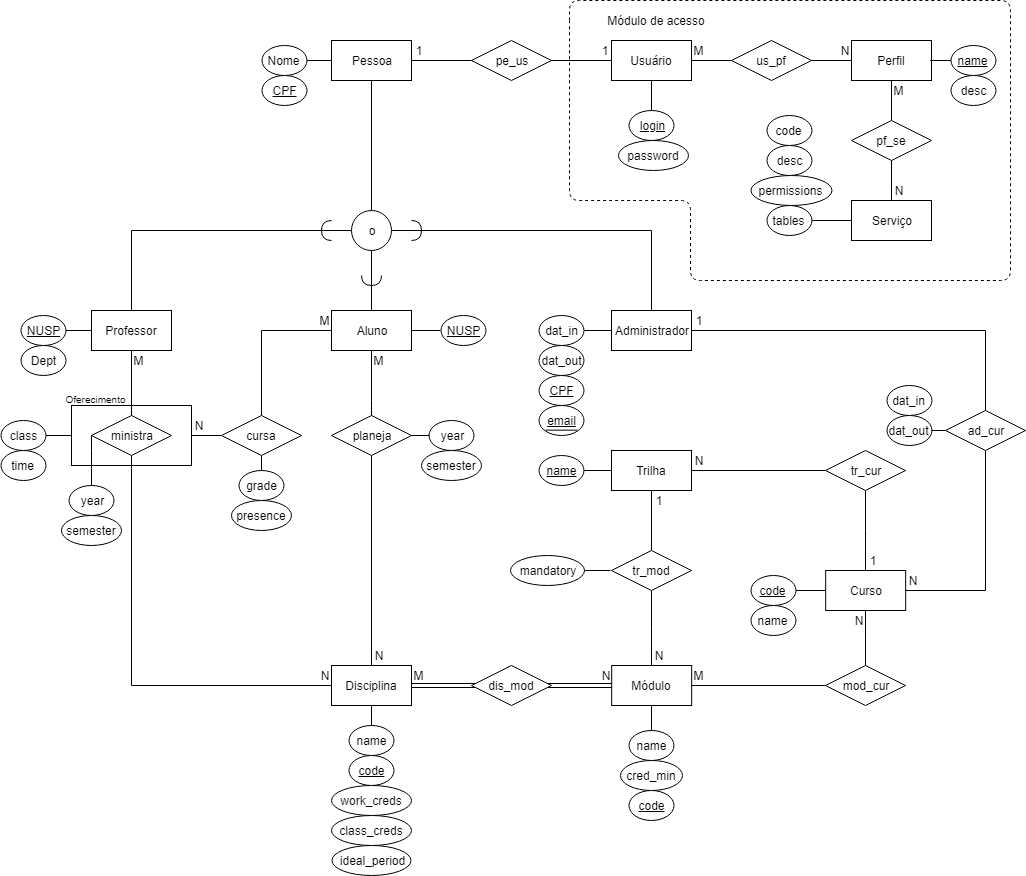 Módulo de acesso
Nome
CPF
Pessoa
1
pe_us
1
Usuário
M
us_pf
N
Perfil
name
desc
login
password
M
pf_se
N
code
desc
permissions
tables
Serviço
o
NUSP
Dept
Professor
M
M
Aluno
NUSP
M
dat_in
dat_out
CPF
email
Administrador
1
dat_in
dat_out
ad_cur
Oferecimento
class
time
ministra
N
cursa
planeja
year
semester
year
semester
grade
presence
name
Trilha
N
tr_cur
1
mandatory
tr_mod
1
code
name
Curso
N
N
N
N
N
Disciplina
M
dis_mod
N
Módulo
M
mod_cur
name
code
work_creds
class_creds
ideal_period
name
cred_min
code